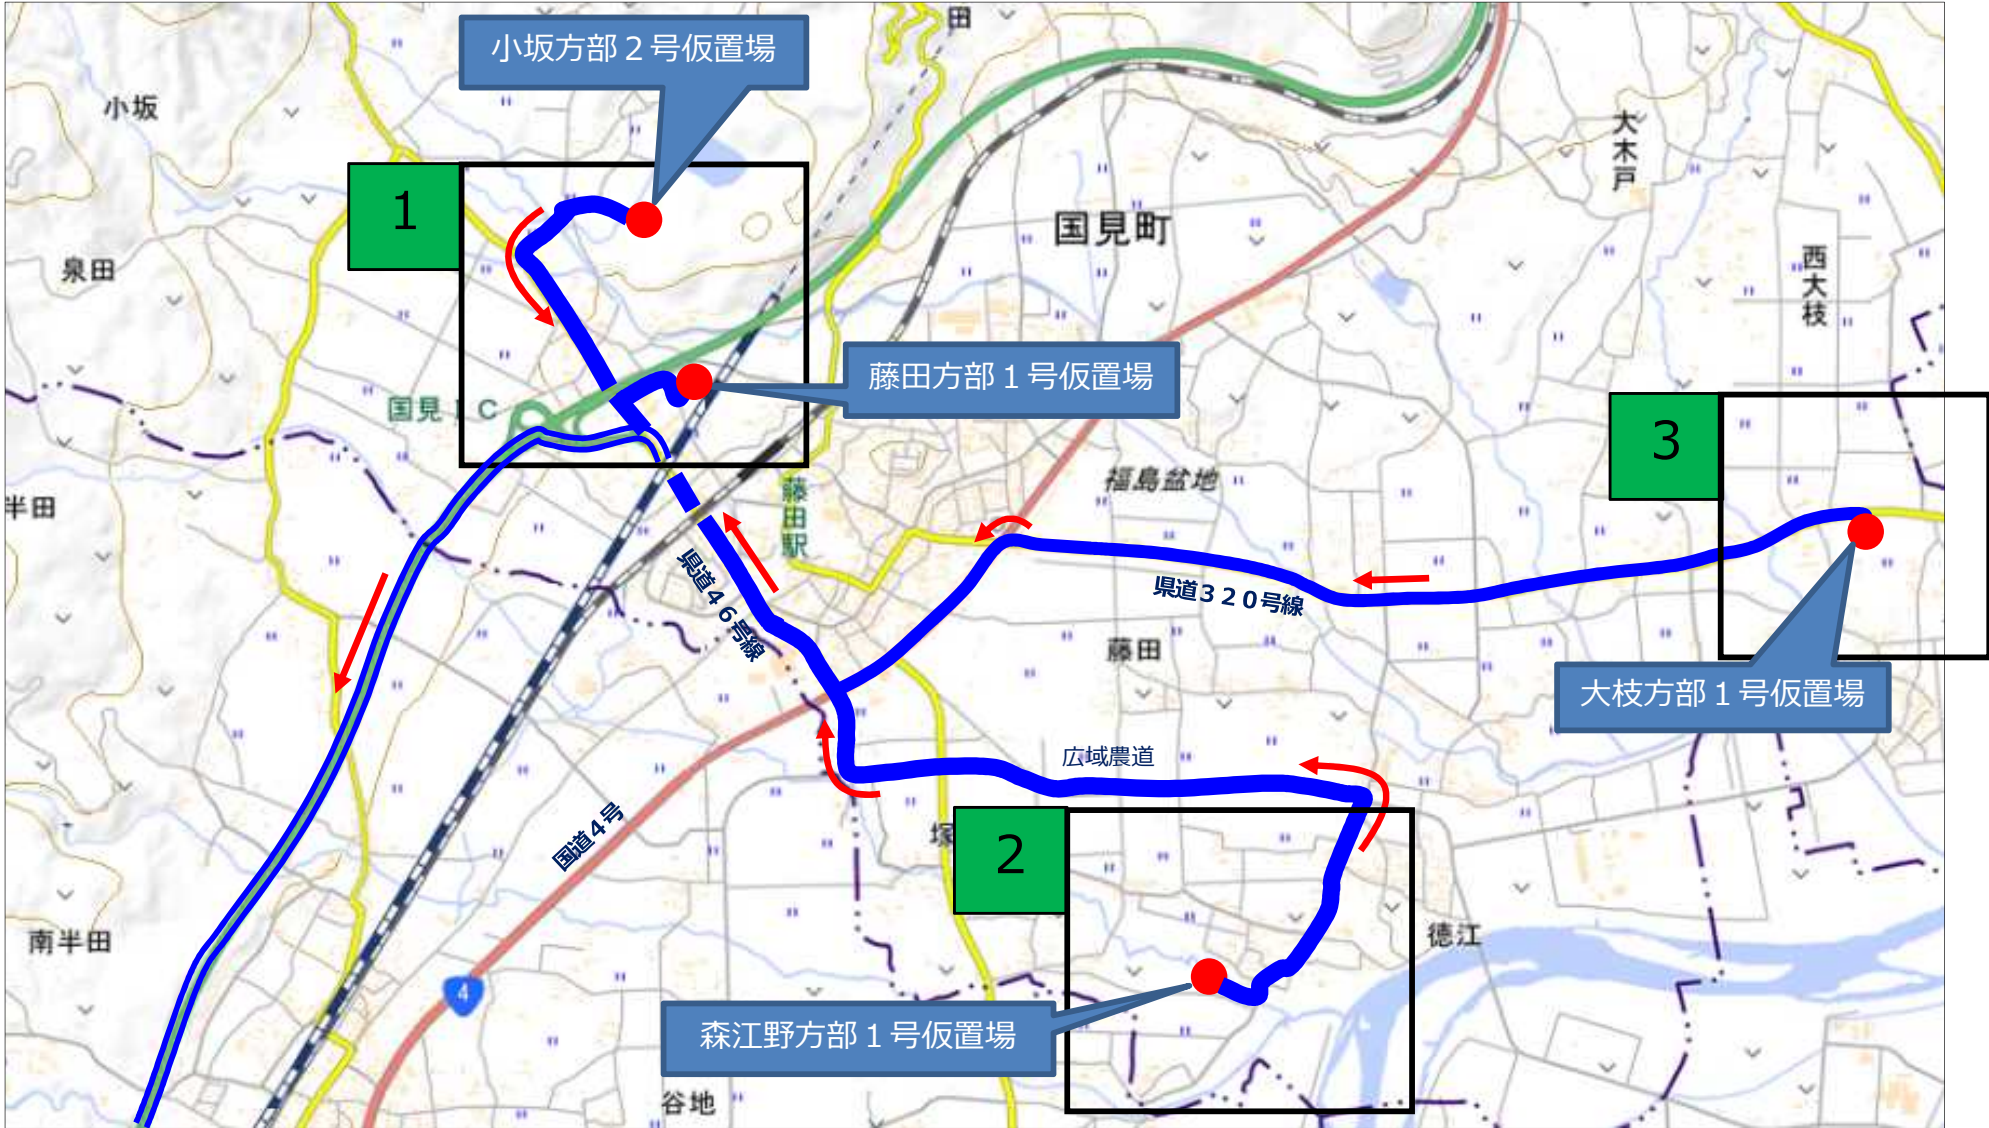 田
小坂方部２号仮置場
小坂
1
大木戸
国見町
泉田
西大枝
藤田方部１号仮置場
国見ＩＣ
3
福島盆地
半田
藤田駅
県道４６号線
県道３２０号線
藤田
大枝方部１号仮置場
広域農道
国道４号
塚
2
徳江
南半田
4
森江野方部１号仮置場
谷地